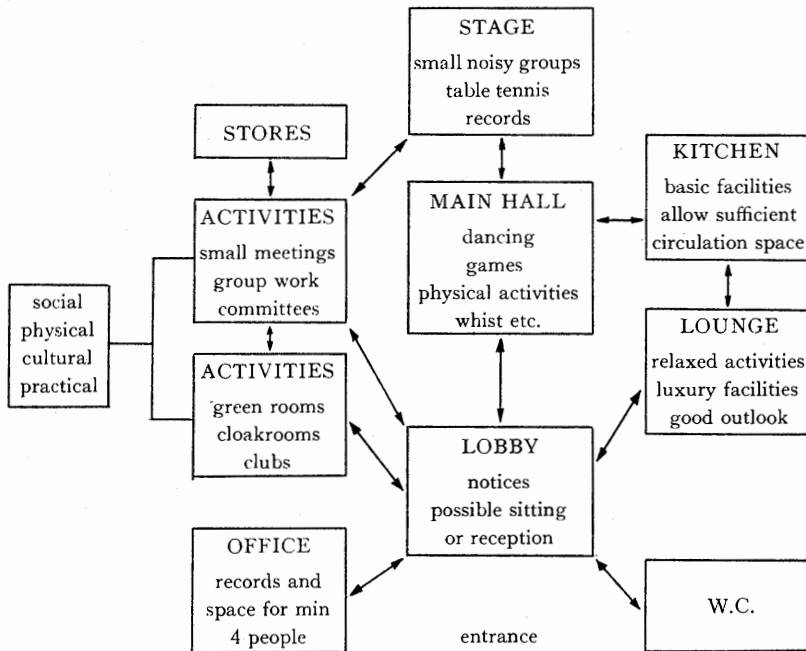 STAGE
small noisy groups
table tennis
records
STORES
KITCHEN
basic facilities
allow sufficient
circulation space
ACTIVITIES
small meetings
group work
committees
MAIN HALL
dancing
games
physical activities
whist etc.
social
physical
cultural
practical
LOUNGE
relaxed activities
luxury facilities
good outlook
ACTIVITIES
green rooms
cloakrooms
clubs
LOBBY
notices
possible sitting
or reception
OFFICE
records and
space for min
4 people
entrance
W.C.